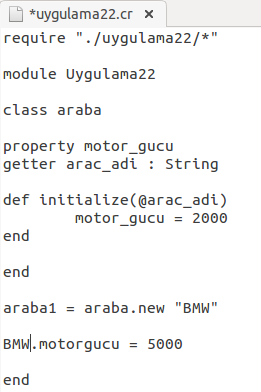 *uygulama22.cr ×
require "./uygulama22/*"
module Uygulama22
class araba
property motor_gucu
getter arac_adi : String
def initialize(@arac_adi)
motor_gucu = 2000
end
end
araba1 = araba.new "BMW"
BMW.motorgucu = 5000
end